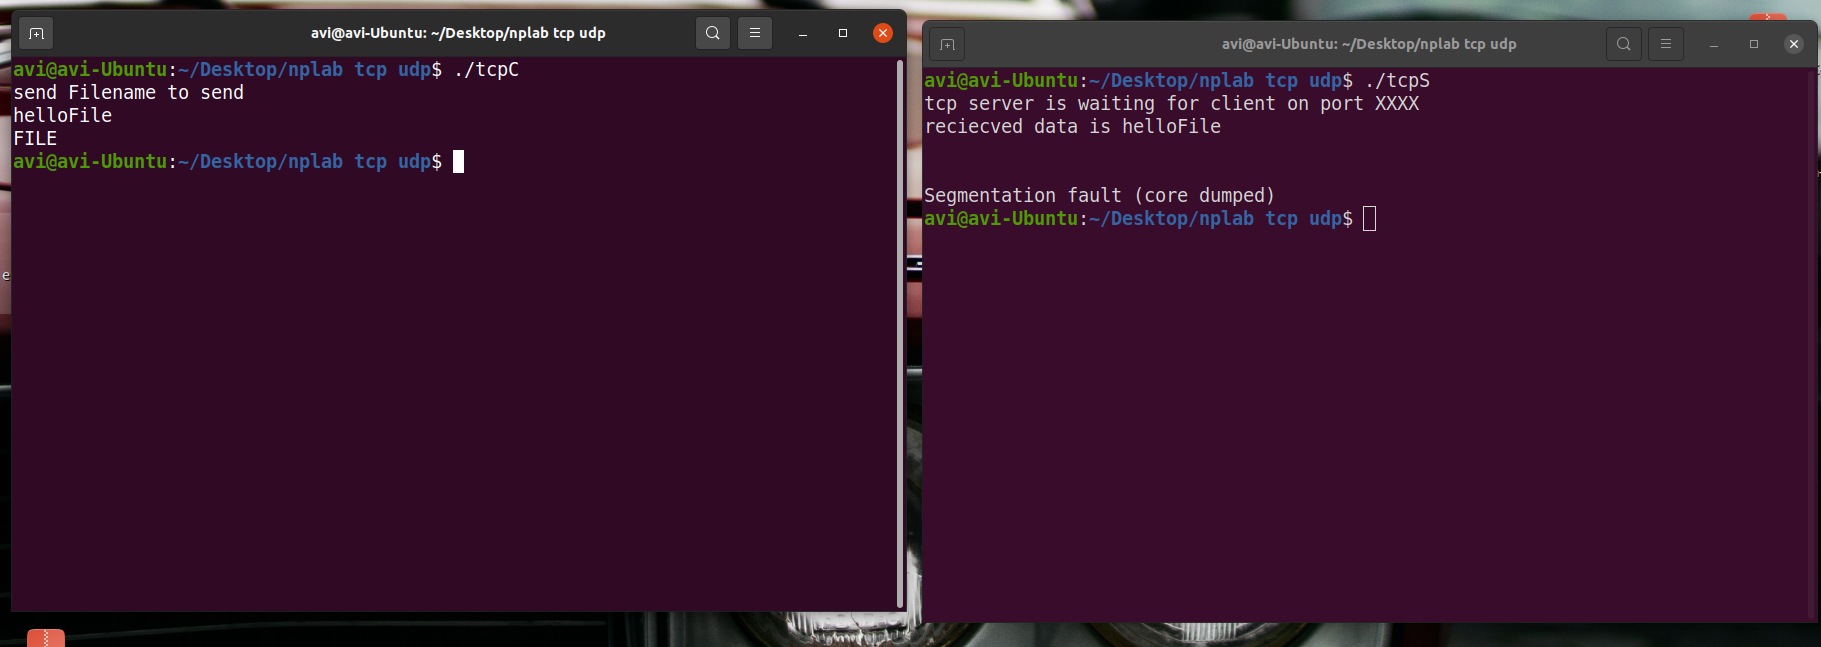 avi@avi-Ubuntu: ~/Desktop/nplab tcp udp
avi@avi-Ubuntu:~/Desktop/nplab tcp udp$ ./tcpC
send Filename to send
helloFile
FILE
avi@avi-Ubuntu:~/Desktop/nplab tcp udp$
e
avi@avi-Ubuntu: ~/Desktop/nplab tcp udp
avi@avi-Ubuntu:~/Desktop/nplab tcp udp$ ./tcpS
tcp server is waiting for client on port XXXX
reciecved data is helloFile
Segmentation fault (core dumped)
avi@avi-Ubuntu:~/Desktop/nplab tcp udp$